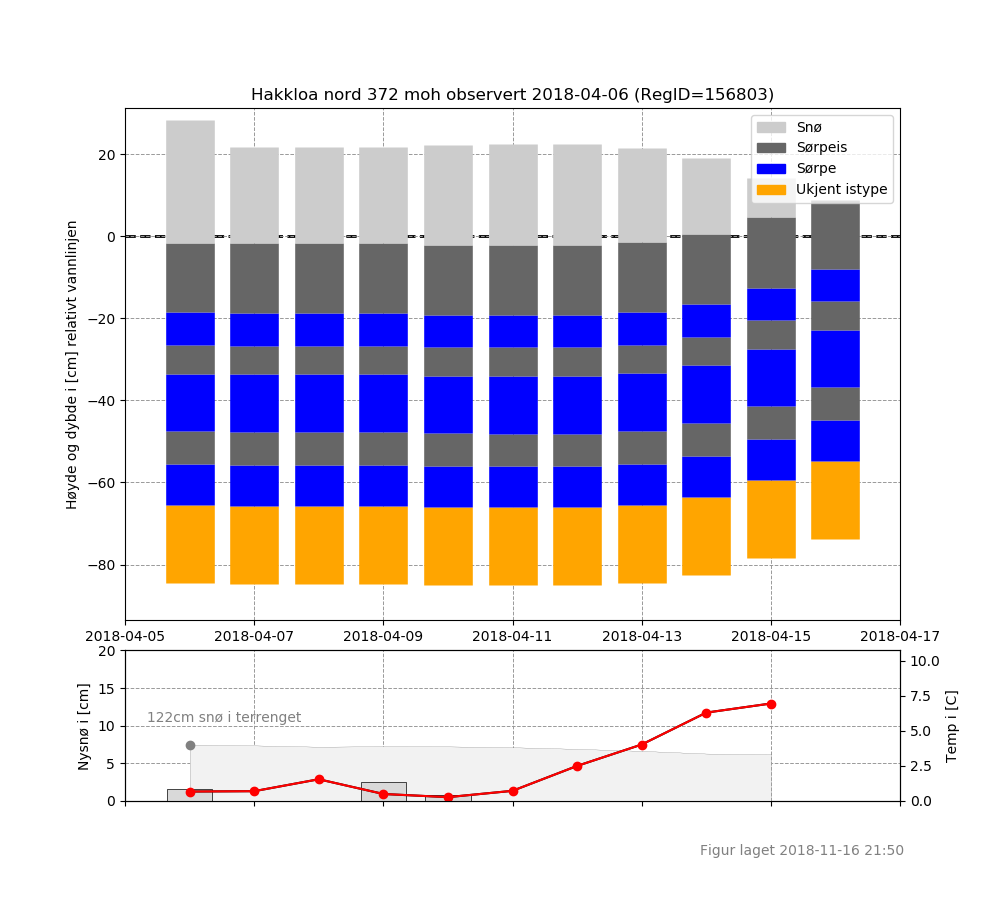 Hakkloa nord 372 moh observert 2018-04-06 (RegID=156803)
Snø
Sørpeis
Sørpe
Ukjent istype
Høyde og dybde i [cm] relativt vannlinjen
20
0
−20
−40
−60
−80
2018-04-05 2018-04-07 2018-04-09 2018-04-11 2018-04-13 2018-04-15 2018-04-17
Nysnø i [cm]
20
15
10
5
0
122cm snø i terrenget
10.0
7.5
5.0
2.5
0.0
Temp i [C]
Figur laget 2018-11-16 21:50